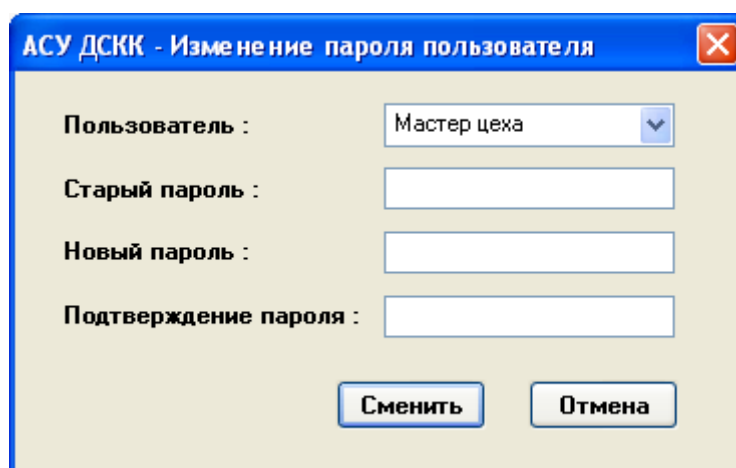 АСУ ДСКК - Изменение пароля пользователя
Пользователь : Мастер цеха
Старый пароль :
Новый пароль :
Подтверждение пароля :
Сменить Отмена